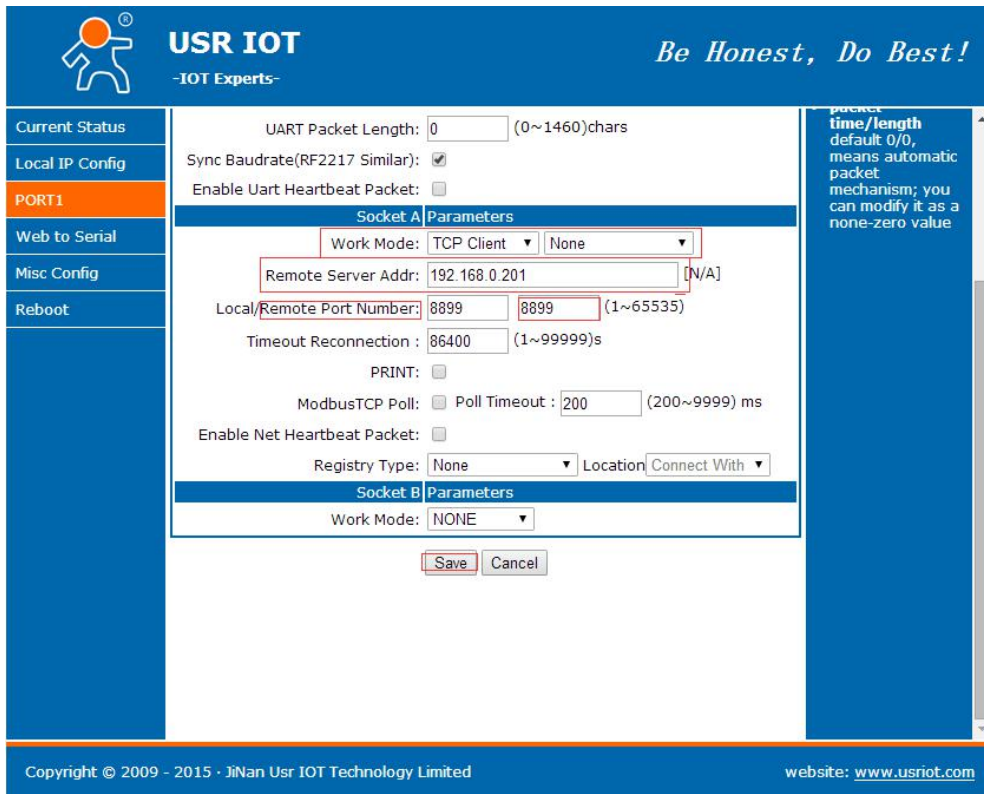 ®
USR IOT
-IOT Experts-
Be Honest, Do Best!
Current Status
Local IP Config
PORT1
Web to Serial
Misc Config
Reboot
UART Packet Length: 0 (0~1460)chars
Sync Baudrate(RF2217 Similar):
Enable Uart Heartbeat Packet:
Socket A Parameters
Work Mode: TCP Client None
Remote Server Addr: 192.168.0.201 [N/A]
Local/Remote Port Number: 8899 8899 (1~65535)
Timeout Reconnection : 86400 (1~99999)s
PRINT:
ModbusTCP Poll: Poll Timeout : 200 (200~9999) ms
Enable Net Heartbeat Packet:
Registry Type: None Location Connect With
Socket B Parameters
Work Mode: NONE
Save Cancel
packet
time/length
default 0/0,
means automatic
packet
mechanism; you
can modify it as a
none-zero value
Copyright © 2009 - 2015 · JiNan Usr IOT Technology Limited
website: www.usriot.com